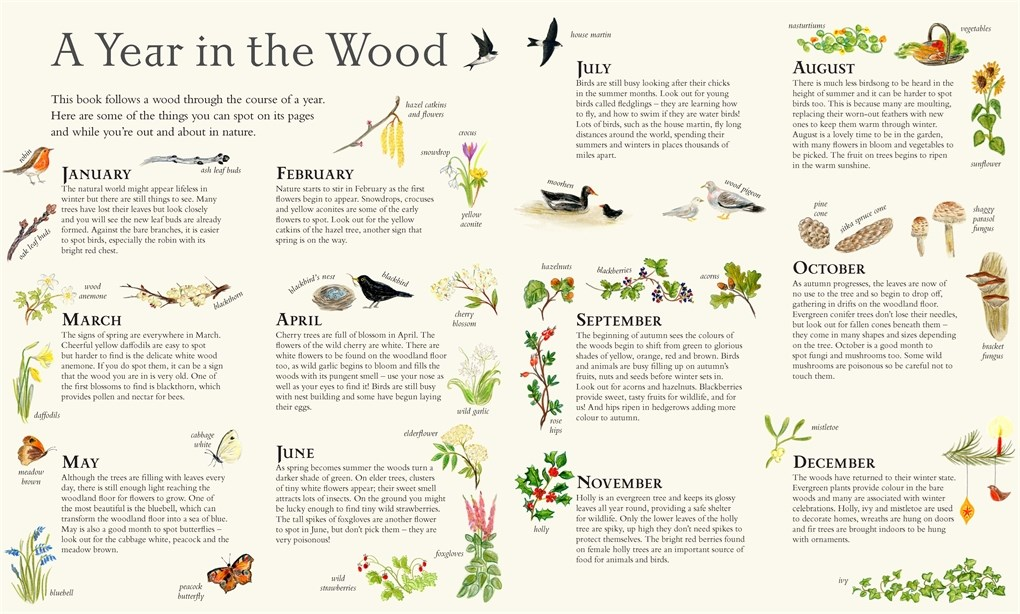 A Year in the Wood
This book follows a wood through the course of a year.
Here are some of the things you can spot on its pages
and while you're out and about in nature.
robin
ash leaf buds
oak leaf buds
JANUARY
The natural world might appear lifeless in
winter but there are still things to see. Many
trees have lost their leaves but look closely
and you will see the new leaf buds are already
formed. Against the bare branches, it is easier
to spot birds, especially the robin with its
bright red chest.
hazel catkins
and flowers
crocus
snowdrop
yellow
aconite
FEBRUARY
Nature starts to stir in February as the first
flowers begin to appear. Snowdrops, crocuses
and yellow aconites are some of the early
flowers to spot. Look out for the yellow
catkins of the hazel tree, another sign that
spring is on the way.
wood
anemone
blackthorn
daffodils
MARCH
The signs of spring are everywhere in March.
Cheerful yellow daffodils are easy to spot
but harder to find is the delicate white wood
anemone. If you do spot them, it can be a sign
that the wood you are in is very old. One of
the first blossoms to find is blackthorn, which
provides pollen and nectar for bees.
blackbird's nest
blackbird
cherry
blossom
wild garlic
APRIL
Cherry trees are full of blossom in April. The
flowers of the wild cherry are white. There are
white flowers to be found on the woodland floor
too, as wild garlic begins to bloom and fills the
woods with its pungent smell – use your nose as
well as your eyes to find it! Birds are still busy
with nest building and some have begun laying
their eggs.
meadow
brown
cabbage
white
bluebell
peacock
butterfly
MAY
Although the trees are filling with leaves every
day, there is still enough light reaching the
woodland floor for flowers to grow. One of
the most beautiful is the bluebell, which can
transform the woodland floor into a sea of blue.
May is also a good month to spot butterflies –
look out for the cabbage white, peacock and the
meadow brown.
elderflower
foxgloves
wild
strawberries
JUNE
As spring becomes summer the woods turn a
darker shade of green. On elder trees, clusters
of tiny white flowers appear; their sweet smell
attracts lots of insects. On the ground you might
be lucky enough to find tiny wild strawberries.
The tall spikes of foxgloves are another flower
to spot in June, but don't pick them – they are
very poisonous!
house martin
moorhen
wood pigeon
JULY
Birds are still busy looking after their chicks
in the summer months. Look out for young
birds called fledglings – they are learning how
to fly, and how to swim if they are water birds!
Lots of birds, such as the house martin, fly long
distances around the world, spending their
summers and winters in places thousands of
miles apart.
nasturtiums
vegetables
sunflower
AUGUST
There is much less birdsong to be heard in the
height of summer and it can be harder to spot
birds too. This is because many are moulting,
replacing their worn-out feathers with new
ones to keep them warm through winter.
August is a lovely time to be in the garden,
with many flowers in bloom and vegetables to
be picked. The fruit on trees begins to ripen
in the warm sunshine.
hazelnuts
blackberries
acorns
rose
hips
SEPTEMBER
The beginning of autumn sees the colours of
the woods begin to shift from green to glorious
shades of yellow, orange, red and brown. Birds
and animals are busy filling up on autumn's
fruits, nuts and seeds before winter sets in.
Look out for acorns and hazelnuts. Blackberries
provide sweet, tasty fruits for wildlife, and for
us! And hips ripen in hedgerows adding more
colour to autumn.
pine
cone
sitka spruce cone
shaggy
parasol
fungus
bracket
fungus
OCTOBER
As autumn progresses, the leaves are now of
no use to the tree and so begin to drop off,
gathering in drifts on the woodland floor.
Evergreen conifer trees don't lose their needles,
but look out for fallen cones beneath them –
they come in many shapes and sizes depending
on the tree. October is a good month to
spot fungi and mushrooms too. Some wild
mushrooms are poisonous so be careful not to
touch them.
holly
NOVEMBER
Holly is an evergreen tree and keeps its glossy
leaves all year round, providing a safe shelter
for wildlife. Only the lower leaves of the holly
tree are spiky, up high they don't need spikes to
protect themselves. The bright red berries found
on female holly trees are an important source of
food for animals and birds.
mistletoe
ivy
DECEMBER
The woods have returned to their winter state.
Evergreen plants provide colour in the bare
woods and many are associated with winter
celebrations. Holly, ivy and mistletoe are used
to decorate homes, wreaths are hung on doors
and fir trees are brought indoors to be hung
with ornaments.